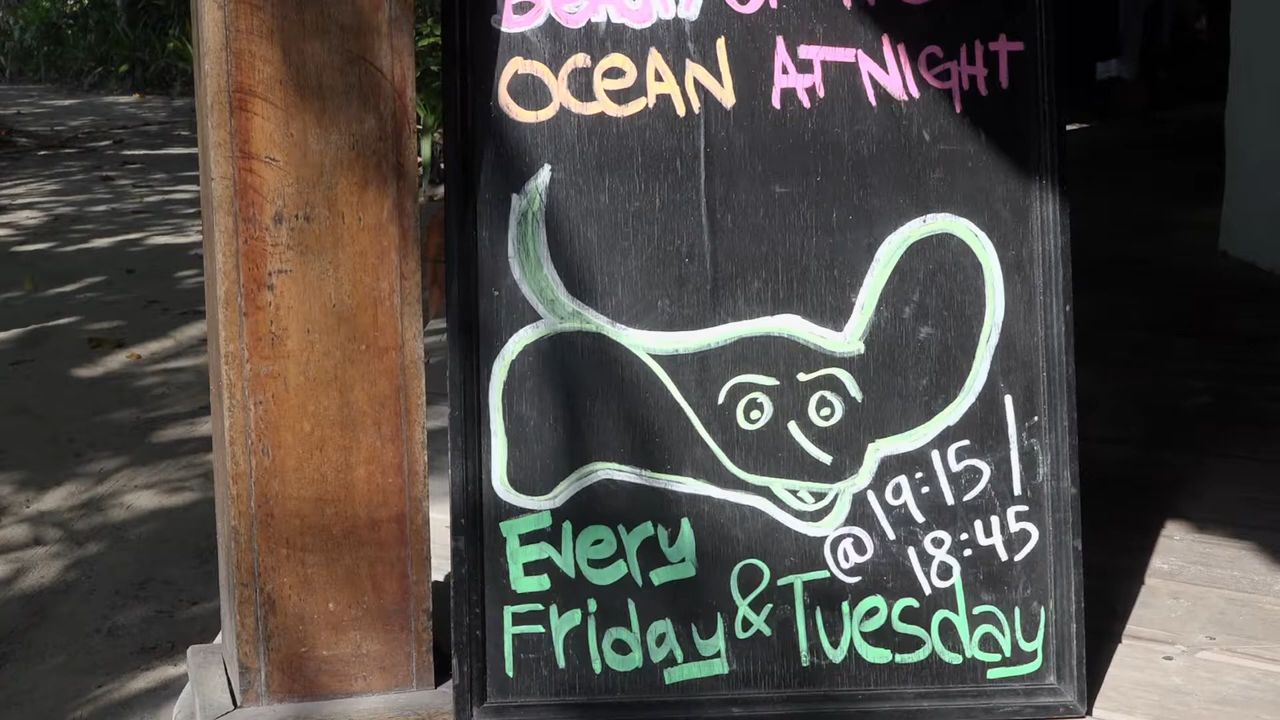 OCEAN AT NIGHT
@ 19:15 /
18:45
Every
Friday & Tuesday